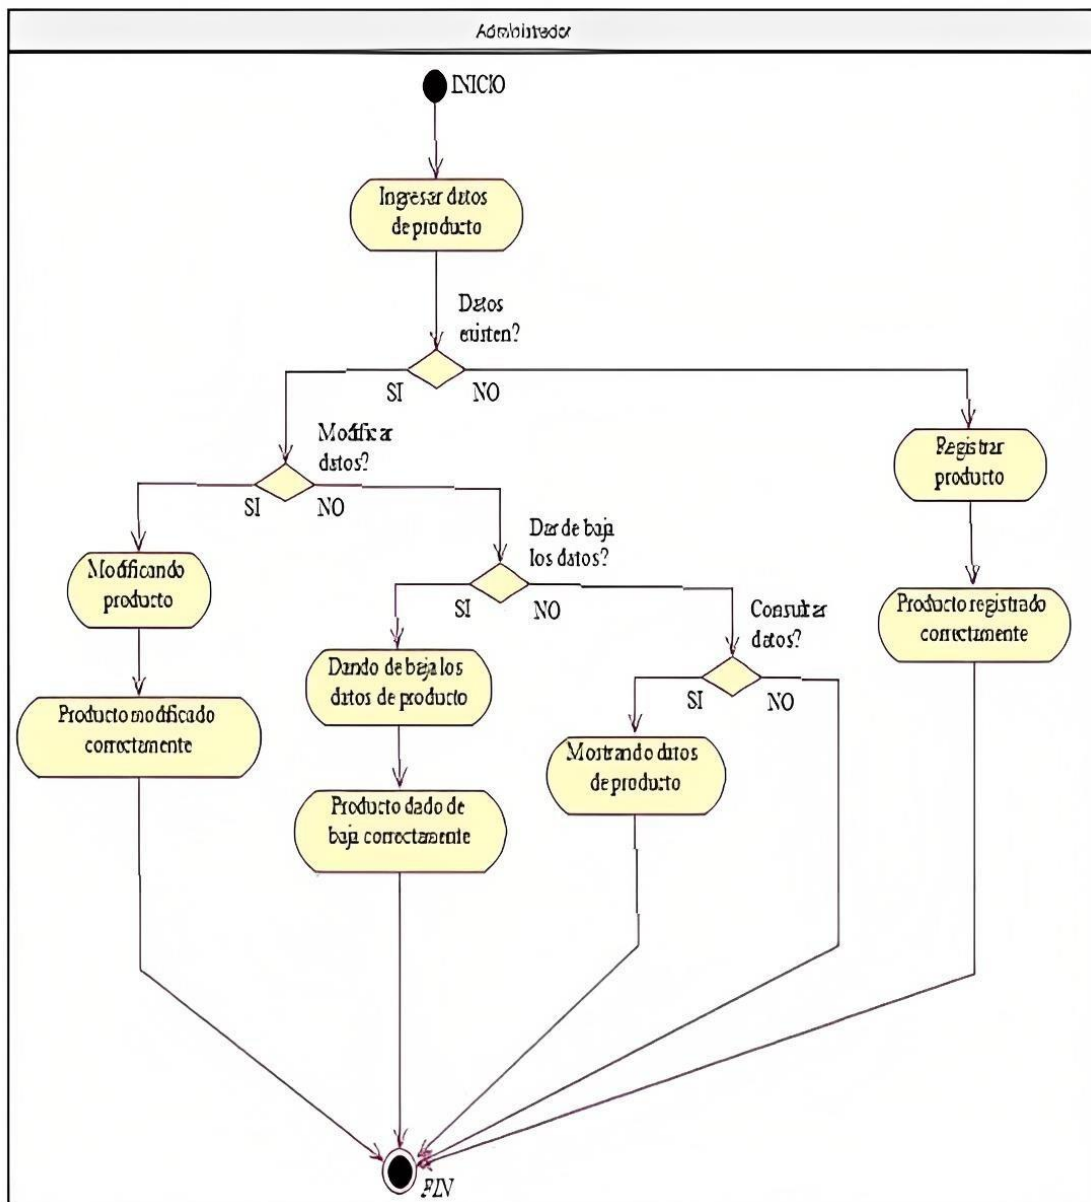 Administrador
INICIO
Ingresar datos
de producto
Datos
existen?
SI
NO
Modificar
datos?
SI
NO
Registrar
producto
Dar de baja
los datos?
SI
NO
Modificando
producto
Consultar
datos?
SI
NO
Producto registrado
correctamente
Dando de baja los
datos de producto
Producto modificado
correctamente
Mostrando datos
de producto
Producto dado de
baja correctamente
FIN